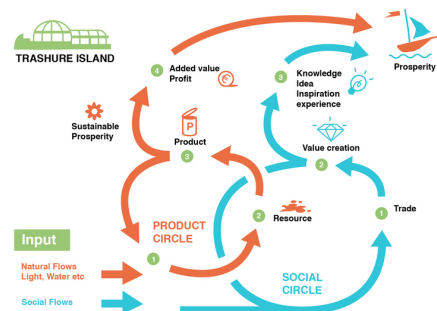 TRASHURE ISLAND
4
Added value
Profit
3
Knowledge
Idea
Inspiration
experience
Prosperity
Sustainable
Prosperity
P
Product
3
Value creation
2
2
Resource
1
Trade
PRODUCT
CIRCLE
Input
1
Natural Flows
Light, Water etc
SOCIAL
CIRCLE
Social Flows